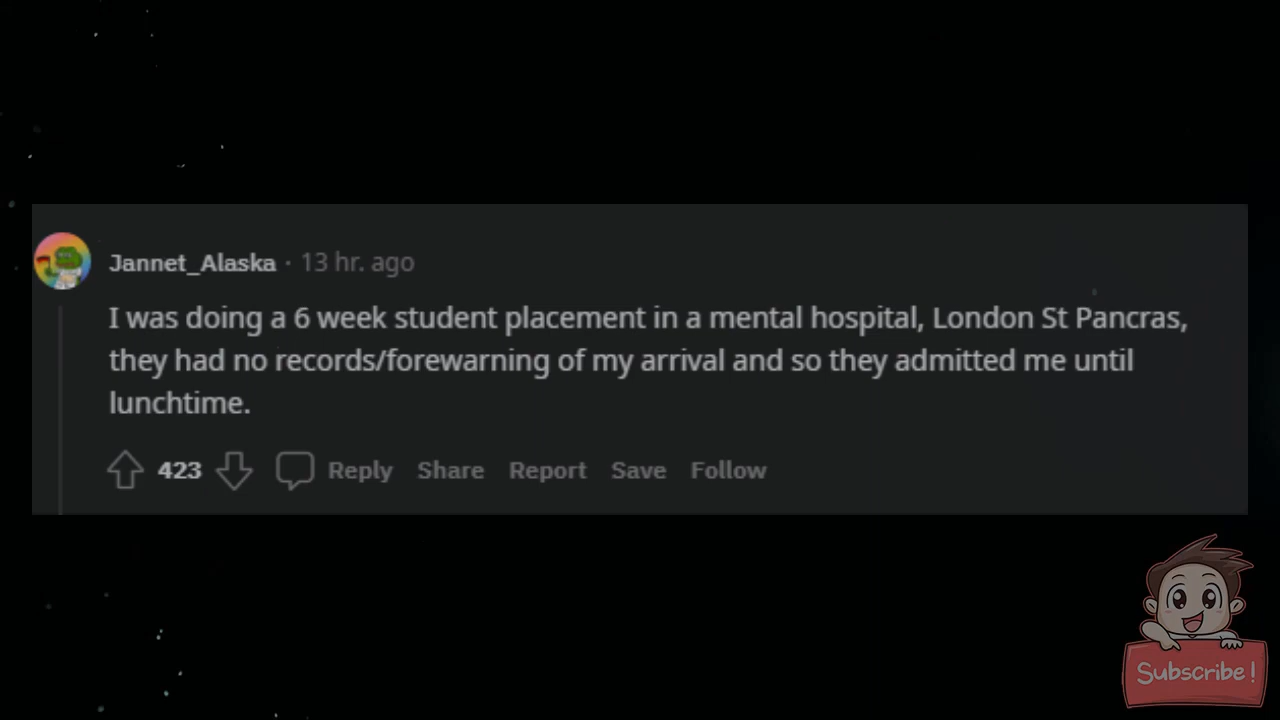 Jannet_Alaska · 13 hr. ago
I was doing a 6 week student placement in a mental hospital, London St Pancras,
they had no records/forewarning of my arrival and so they admitted me until
lunchtime.
423 Reply Share Report Save Follow
Subscribe!